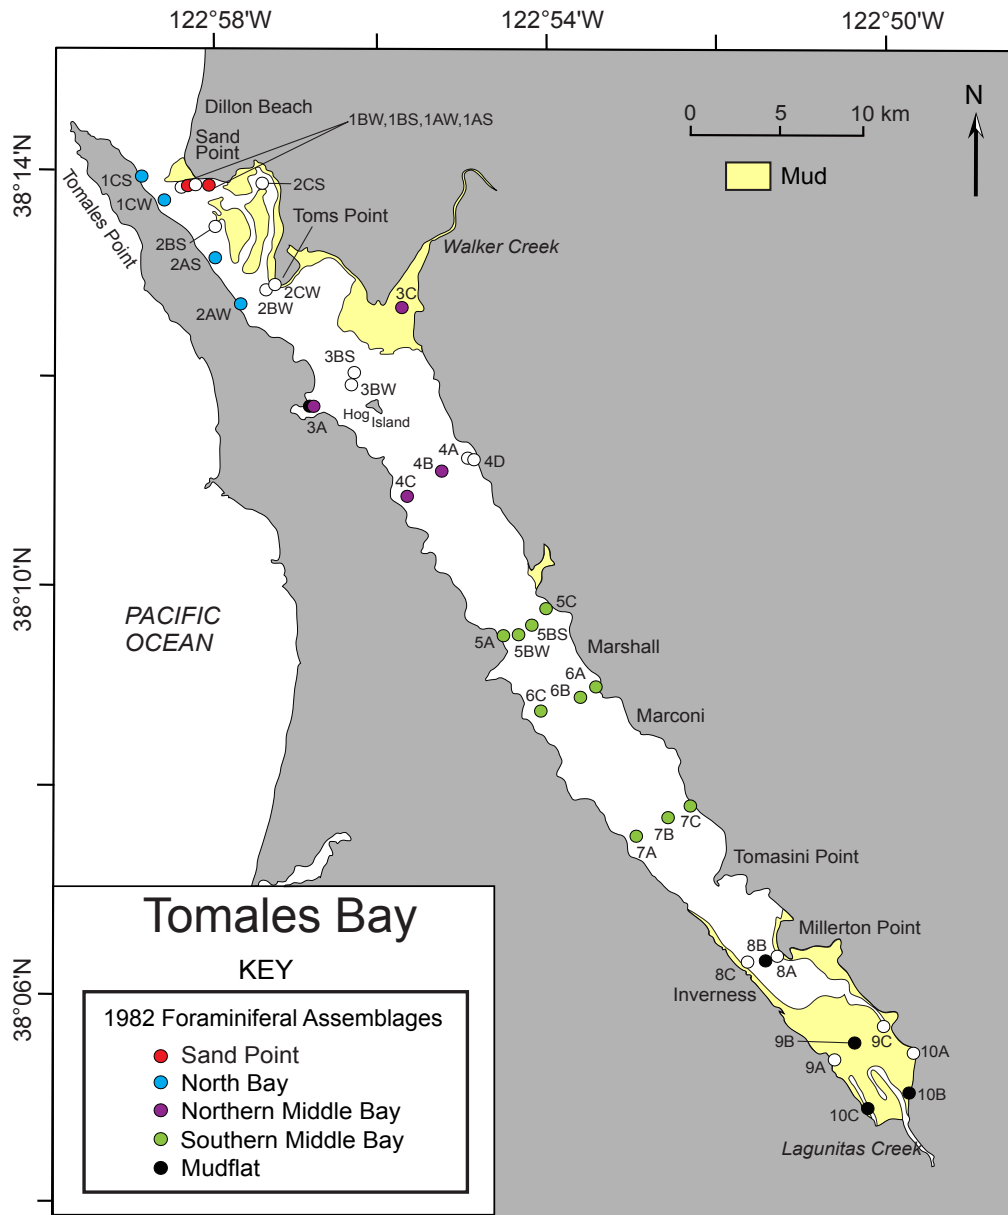 122°58'W
122°54'W
122°50'W
Dillon Beach
1BW,1BS,1AW,1AS
0 5 10 km
N
Sand
Point
38°14'N
Mud
1CS
2CS
Tomales Point
1CW
Toms Point
2BS
Walker Creek
2AS
2CW
2BW
3C
2AW
3BS
3BW
Hog
Island
3A
4A
4D
4B
4C
38°10'N
5C
PACIFIC
OCEAN
5A
5BS
5BW
Marshall
6A
6B
6C
Marconi
7C
7B
7A
Tomasini Point
Tomales Bay
Millerton Point
KEY
8B
8A
8C
38°06'N
Inverness
1982 Foraminiferal Assemblages
9C
9B
10A
Sand Point
9A
North Bay
10B
Northern Middle Bay
10C
Southern Middle Bay
Lagunitas Creek
Mudflat